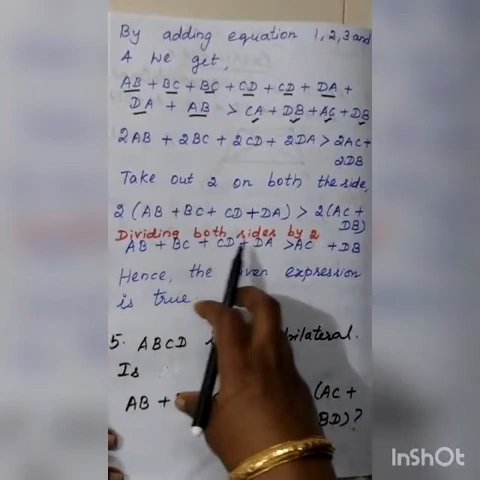 By adding equation 1, 2, 3 and
4 we get,
AB + BC + BC + CD + CD + DA +
DA + AB > CA + DB + AC + DB
2AB + 2BC + 2CD + 2DA > 2AC +
2DB
Take out 2 on both the side,
2 (AB + BC + CD + DA) > 2 (AC +
DB)
Dividing both sides by 2
AB + BC + CD + DA > AC + DB
Hence, the given expression
is true.
5. ABCD
Is
AB + (AC +
BD)?
InShOt